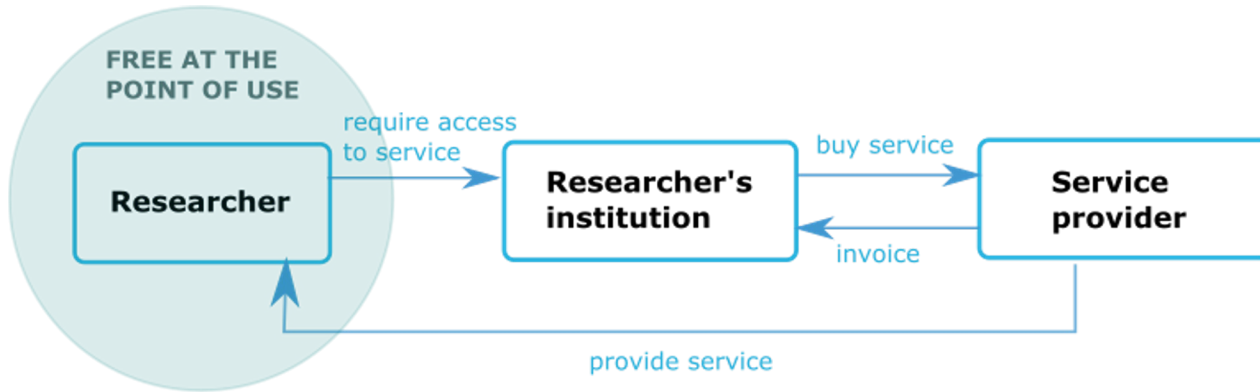 FREE AT THE
POINT OF USE
require access
to service
buy service
Researcher
Researcher's
institution
Service
provider
invoice
provide service